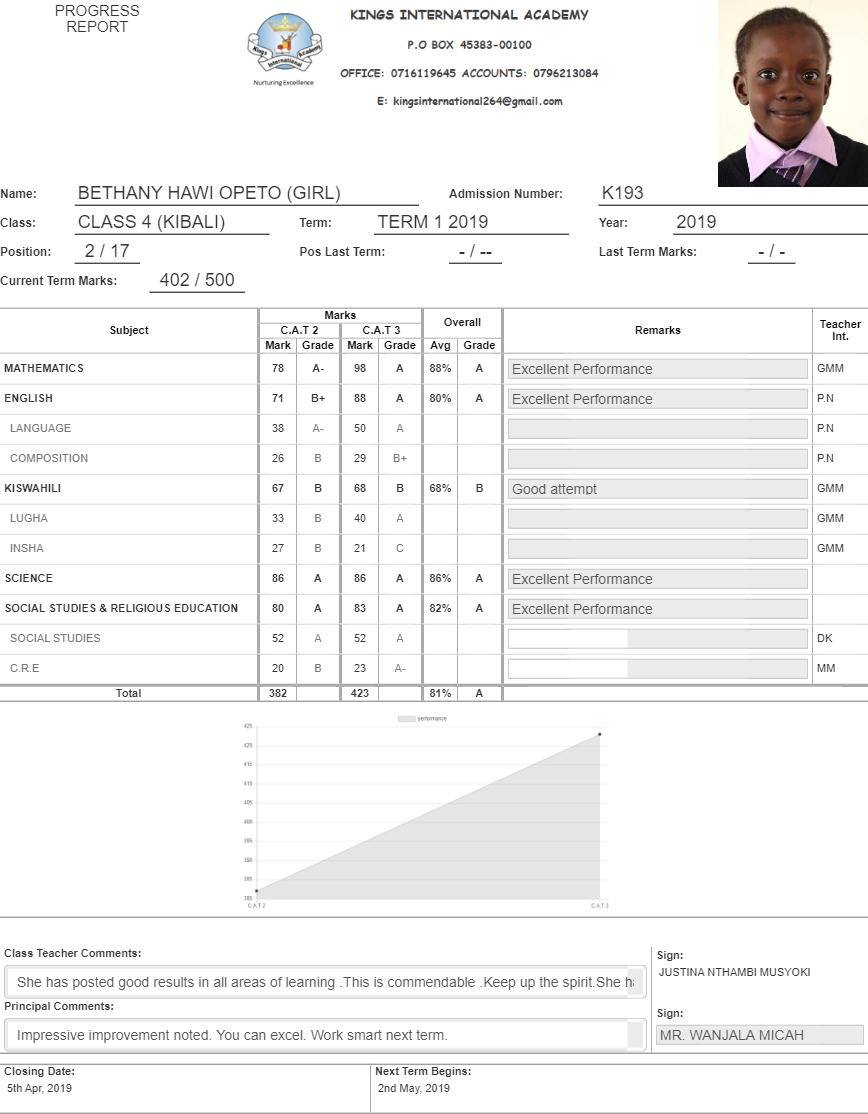 PROGRESS
REPORT
KINGS INTERNATIONAL ACADEMY
P.O BOX 45383-00100
OFFICE: 0716119645 ACCOUNTS: 0796213084
E: kingsinternational264@gmail.com
Kings International Academy
Nurturing Excellence
Name: BETHANY HAWI OPETO (GIRL) Admission Number: K193
Class: CLASS 4 (KIBALI) Term: TERM 1 2019 Year: 2019
Position: 2 / 17 Pos Last Term: - / -- Last Term Marks: - / -
Current Term Marks: 402 / 500
Subject Marks Overall Remarks Teacher Int.
C.A.T 2 C.A.T 3
Mark Grade Mark Grade Avg Grade
MATHEMATICS 78 A- 98 A 88% A Excellent Performance GMM
ENGLISH 71 B+ 88 A 80% A Excellent Performance P.N
LANGUAGE 38 A- 50 A P.N
COMPOSITION 26 B 29 B+ P.N
KISWAHILI 67 B 68 B 68% B Good attempt GMM
LUGHA 33 B 40 A GMM
INSHA 27 B 21 C GMM
SCIENCE 86 A 86 A 86% A Excellent Performance
SOCIAL STUDIES & RELIGIOUS EDUCATION 80 A 83 A 82% A Excellent Performance
SOCIAL STUDIES 52 A 52 A DK
C.R.E 20 B 23 A- MM
Total 382 423 81% A
performance
425
420
415
410
405
400
395
390
385
380
CAT2 CAT3
Class Teacher Comments:
She has posted good results in all areas of learning .This is commendable .Keep up the spirit.She
Sign:
JUSTINA NTHAMBI MUSYOKI
Principal Comments:
Impressive improvement noted. You can excel. Work smart next term.
Sign:
MR. WANJALA MICAH
Closing Date: Next Term Begins:
5th Apr, 2019 2nd May, 2019